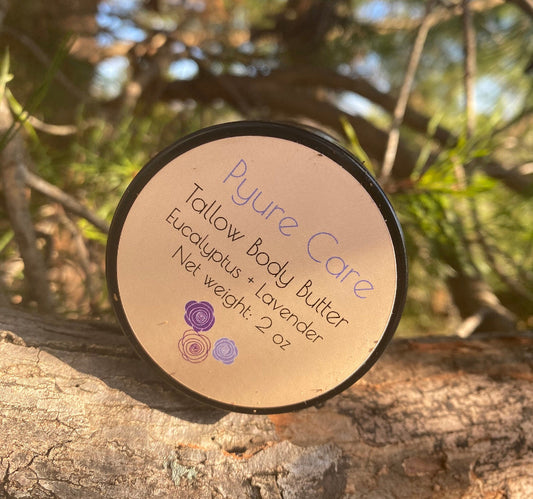 Pyure Care
Tallow Body Butter
Eucalyptus + Lavender
Net weight: 2 oz